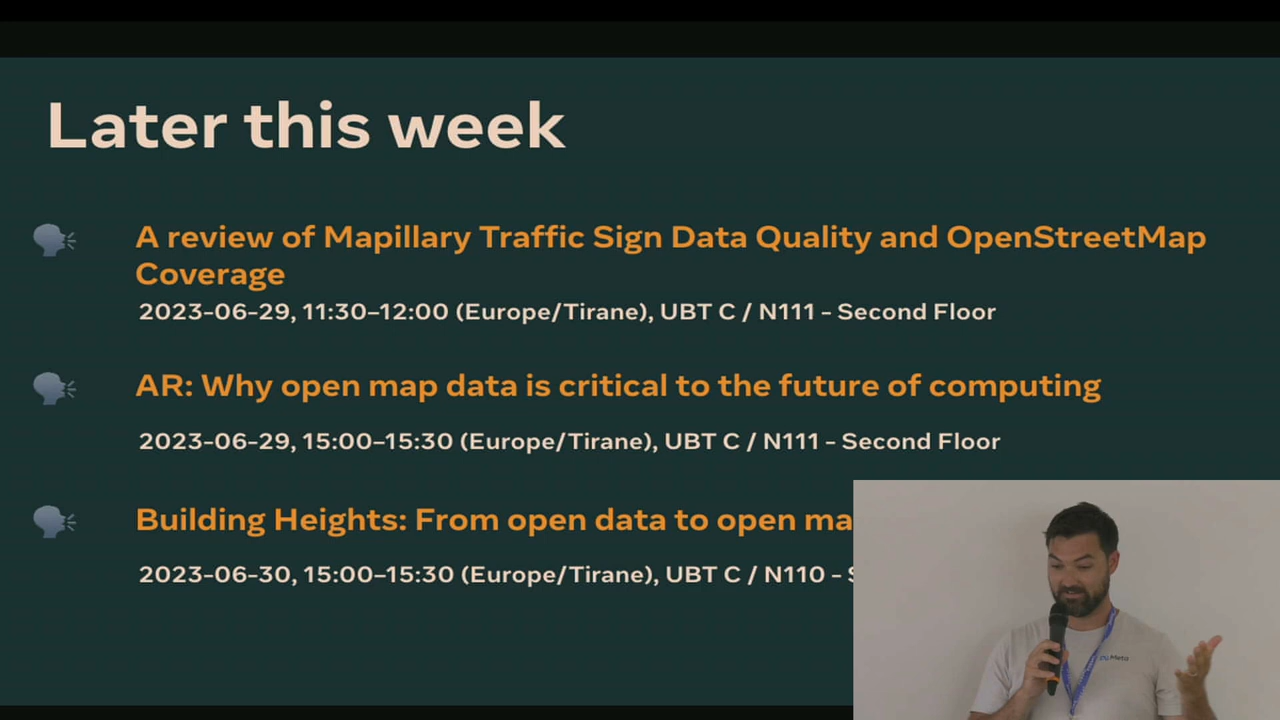 Later this week
A review of Mapillary Traffic Sign Data Quality and OpenStreetMap
Coverage
2023-06-29, 11:30–12:00 (Europe/Tirane), UBT C / N111 – Second Floor
AR: Why open map data is critical to the future of computing
2023-06-29, 15:00–15:30 (Europe/Tirane), UBT C / N111 – Second Floor
Building Heights: From open data to open
2023-06-30, 15:00–15:30 (Europe/Tirane), UBT C / N110 –
Meta